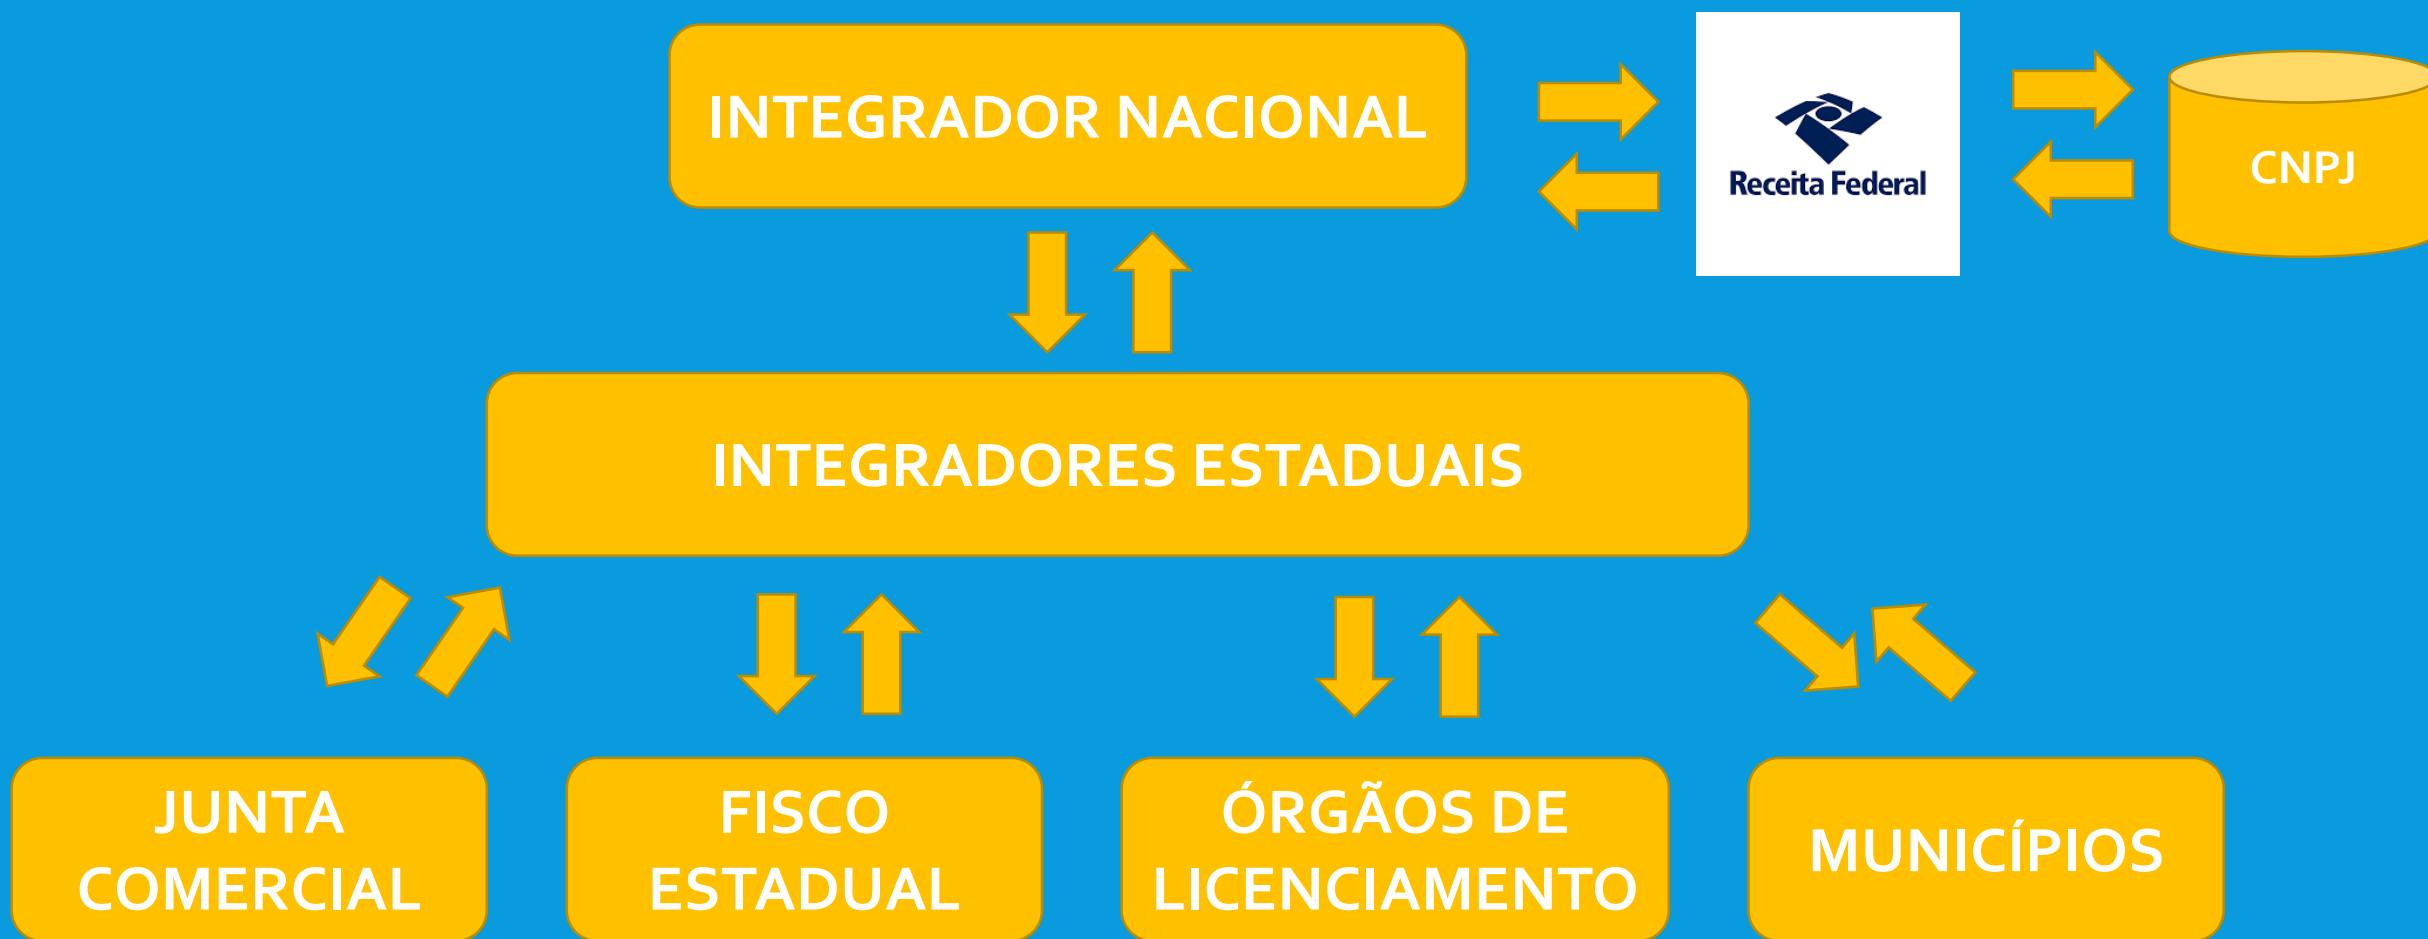 INTEGRADOR NACIONAL
Receita Federal
CNPJ
INTEGRADORES ESTADUAIS
JUNTA
COMERCIAL
FISCO
ESTADUAL
ÓRGÃOS DE
LICENCIAMENTO
MUNICÍPIOS